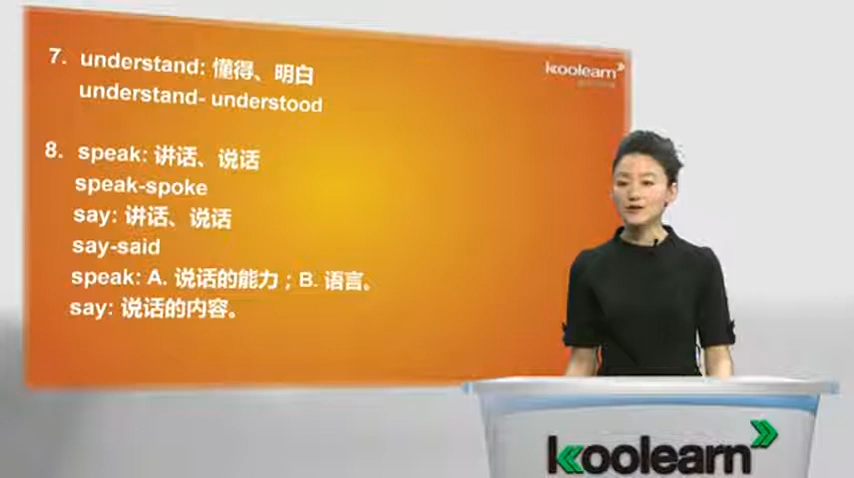 7. understand: 懂得、明白
understand- understood
8. speak: 讲话、说话
speak-spoke
say: 讲话、说话
say-said
speak: A. 说话的能力；B. 语言。
say: 说话的内容。
koolearn
koolearn